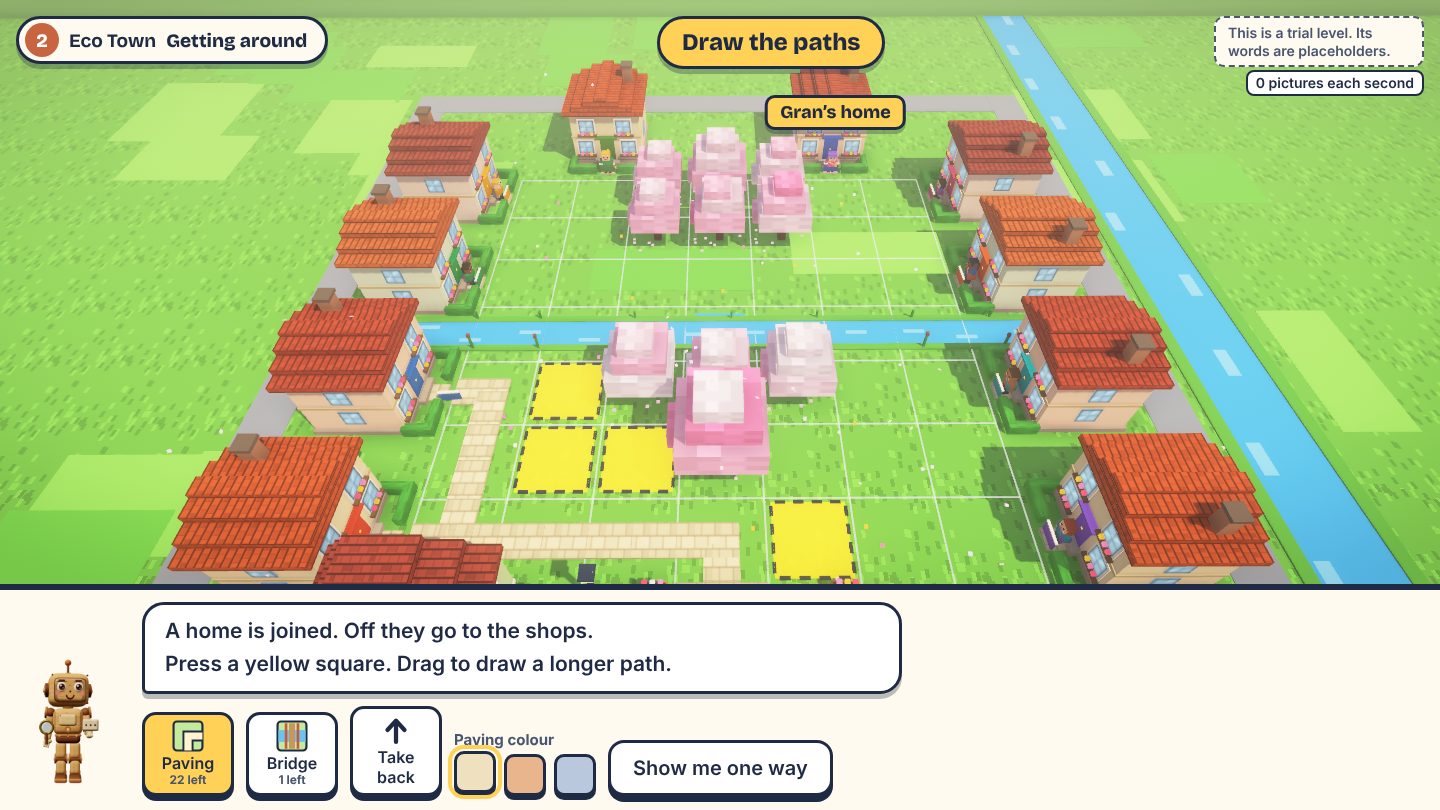 2 Eco Town Getting around
Draw the paths
This is a trial level. Its
words are placeholders.
0 pictures each second
Gran's home
A home is joined. Off they go to the shops.
Press a yellow square. Drag to draw a longer path.
Paving
22 left
Bridge
1 left
Take
back
Paving colour
Show me one way